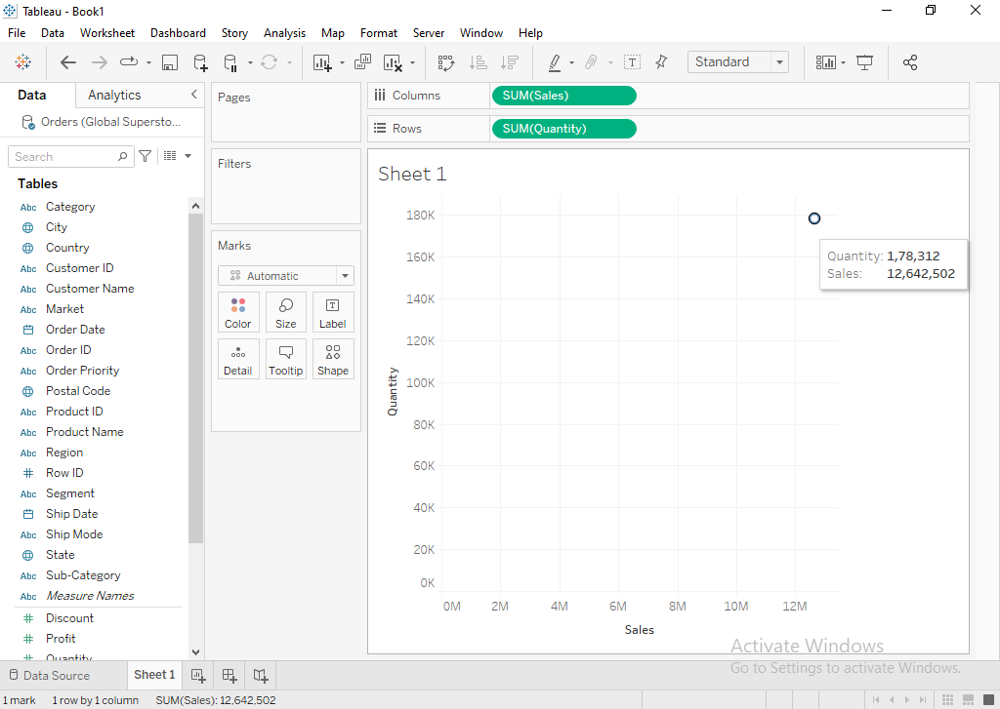 Tableau - Book1
File Data Worksheet Dashboard Story Analysis Map Format Server Window Help
Standard
Data Analytics
Orders (Global Supersto...
Search
Tables
Abc Category
City
Country
Abc Customer ID
Abc Customer Name
Abc Market
Order Date
Abc Order ID
Abc Order Priority
Postal Code
Abc Product ID
Abc Product Name
Abc Region
# Row ID
Abc Segment
Ship Date
Abc Ship Mode
State
Abc Sub-Category
Abc Measure Names
# Discount
# Profit
# Quantity
Pages
Filters
Marks
Automatic
Color Size Label
Detail Tooltip Shape
Columns SUM(Sales)
Rows SUM(Quantity)
Sheet 1
180K
160K
140K
120K
100K
80K
60K
40K
20K
0K
Quantity
0M 2M 4M 6M 8M 10M 12M
Sales
Quantity: 1,78,312
Sales: 12,642,502
Activate Windows
Go to Settings to activate Windows.
Data Source Sheet 1
1 mark 1 row by 1 column SUM(Sales): 12,642,502